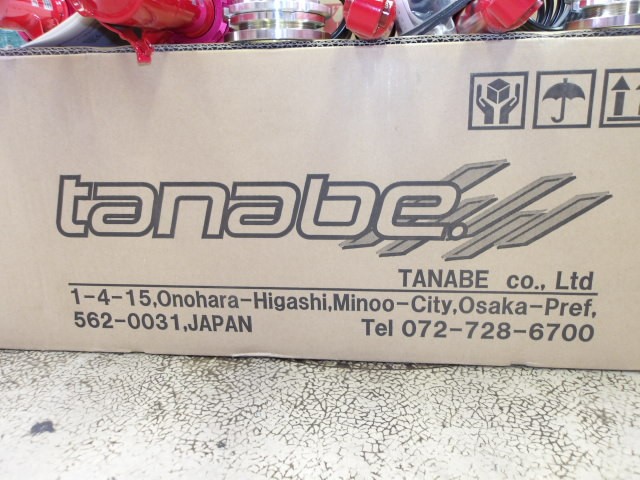 tanabe.
TANABE co., Ltd
1-4-15,Onohara-Higashi,Minoo-City,Osaka-Pref,
562-0031,JAPAN Tel 072-728-6700